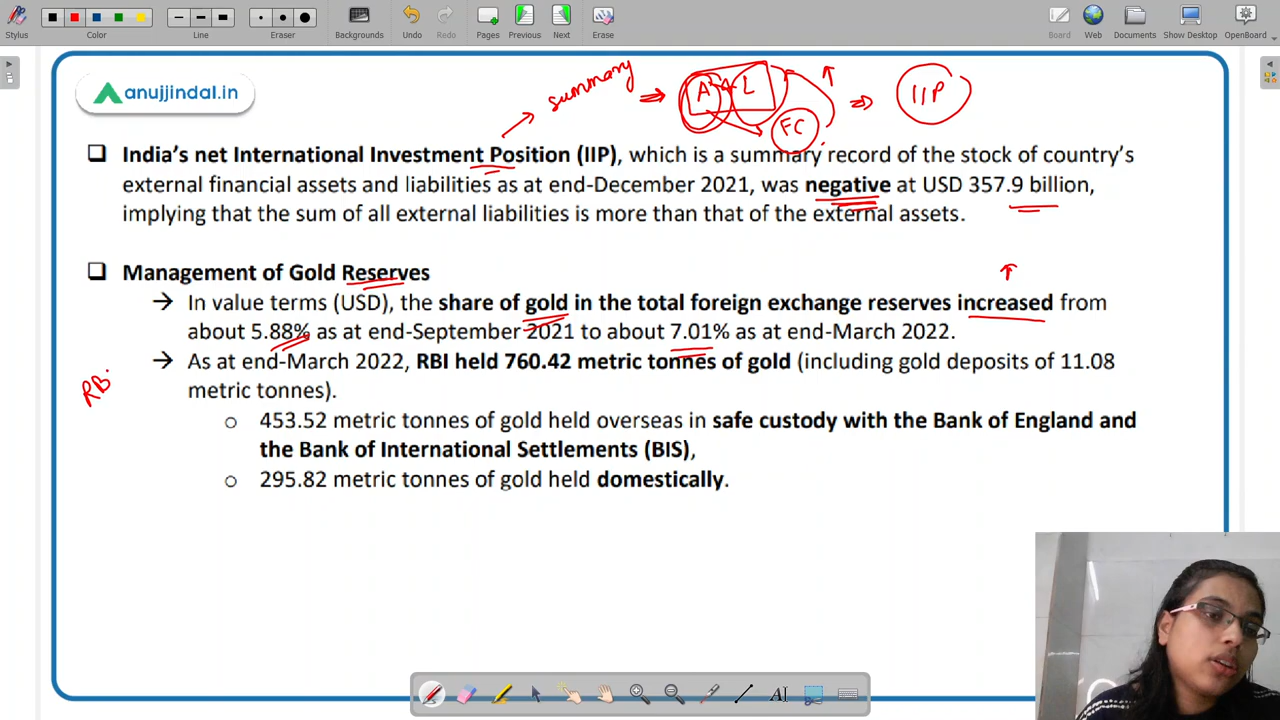 Styles
Color
Line
Eraser
Backgrounds
Undo
Redo
Pages
Previous
Next
Erase
Board
Web
Documents
Show Desktop
OpenBoard
anujjindal.in
summary
A
L
FC
IIP
India's net International Investment Position (IIP), which is a summary record of the stock of country's
external financial assets and liabilities as at end-December 2021, was negative at USD 357.9 billion,
implying that the sum of all external liabilities is more than that of the external assets.
Management of Gold Reserves
→ In value terms (USD), the share of gold in the total foreign exchange reserves increased from
about 5.88% as at end-September 2021 to about 7.01% as at end-March 2022.
→ As at end-March 2022, RBI held 760.42 metric tonnes of gold (including gold deposits of 11.08
metric tonnes).
RBI
o 453.52 metric tonnes of gold held overseas in safe custody with the Bank of England and
the Bank of International Settlements (BIS),
o 295.82 metric tonnes of gold held domestically.
AI